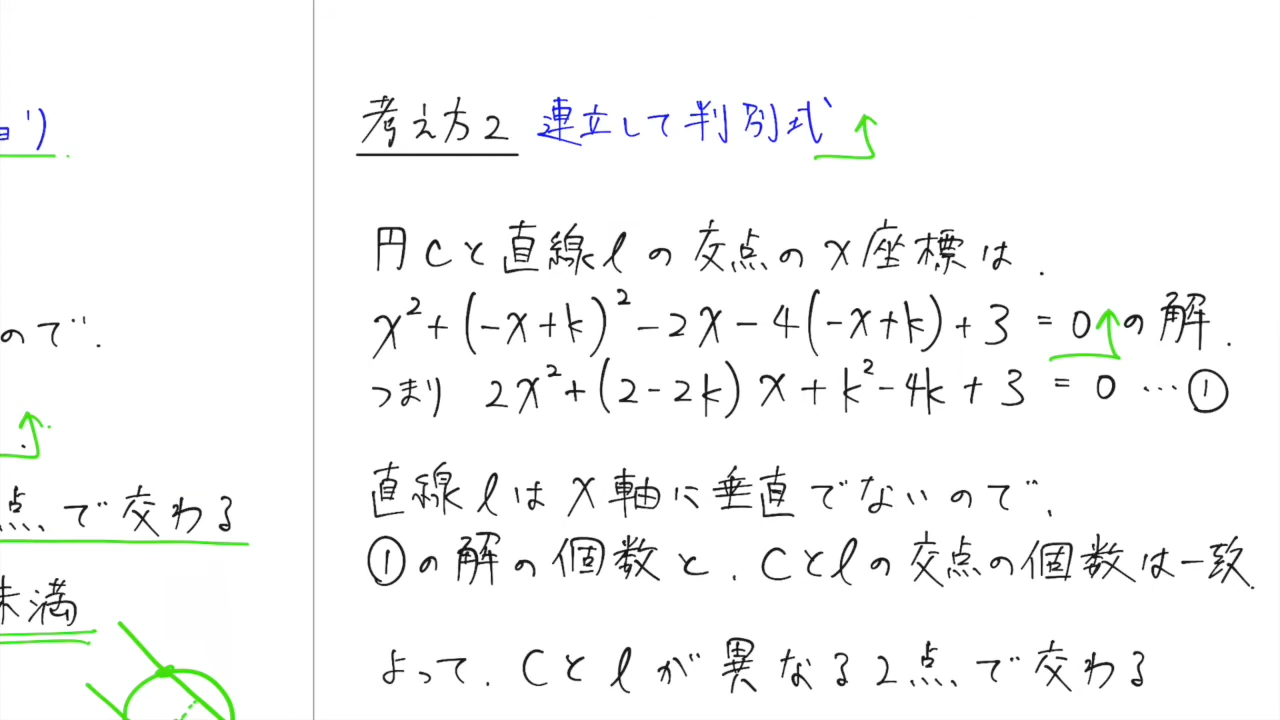 ので.
点で交わる
未満
考え方2 連立して判別式
円Cと直線lの交点のx座標は.
x²+(-x+k)²-2x-4(-x+k)+3=0の解.
つまり 2x²+(2-2k)x+k²-4k+3=0…①
直線lはx軸に垂直でないので.
①の解の個数と.Cとlの交点の個数は一致.
よって.Cとlが異なる2点で交わる